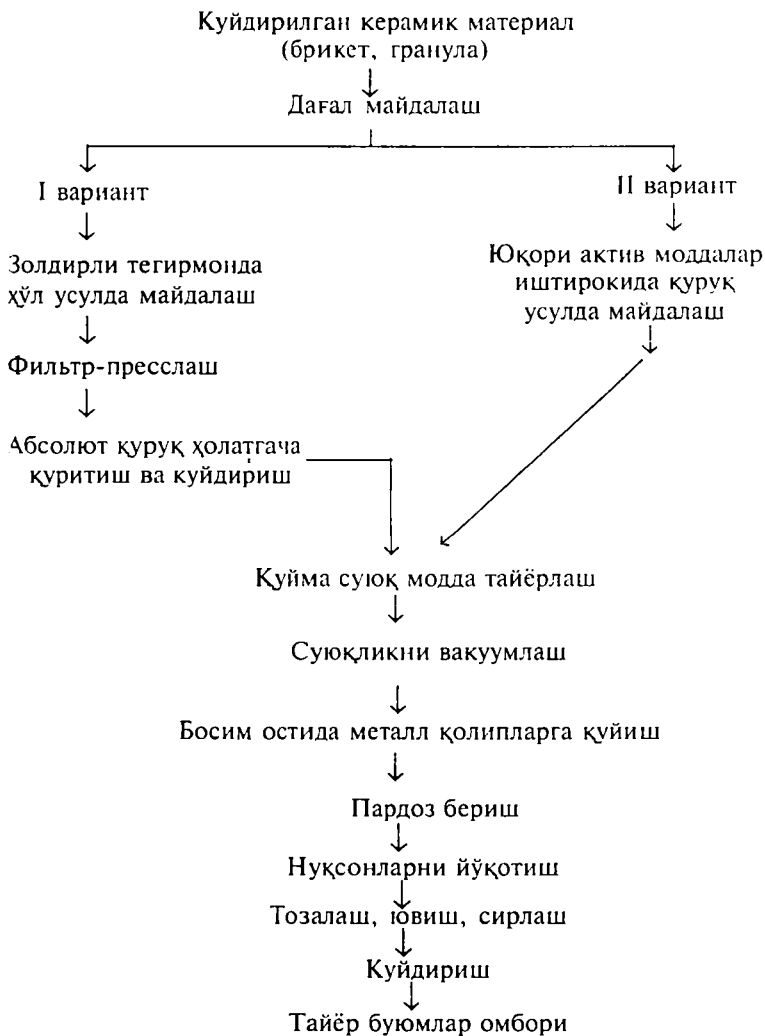 Куйдирилган керамик материал
(брикет, гранула)
Дағал майдалаш
I вариант
Золдирли тегирмонда
ҳўл усулда майдалаш
Фильтр-пресслаш
Абсолют қуруқ ҳолатгача
қуритиш ва куйдириш
II вариант
Юқори актив моддалар
иштирокида қуруқ
усулда майдалаш
Қуйма суюқ модда тайёрлаш
Суюқликни вакуумлаш
Босим остида металл қолипларга қуйиш
Пардоз бериш
Нуқсонларни йўқотиш
Тозалаш, ювиш, сирлаш
Куйдириш
Тайёр буюмлар омбори